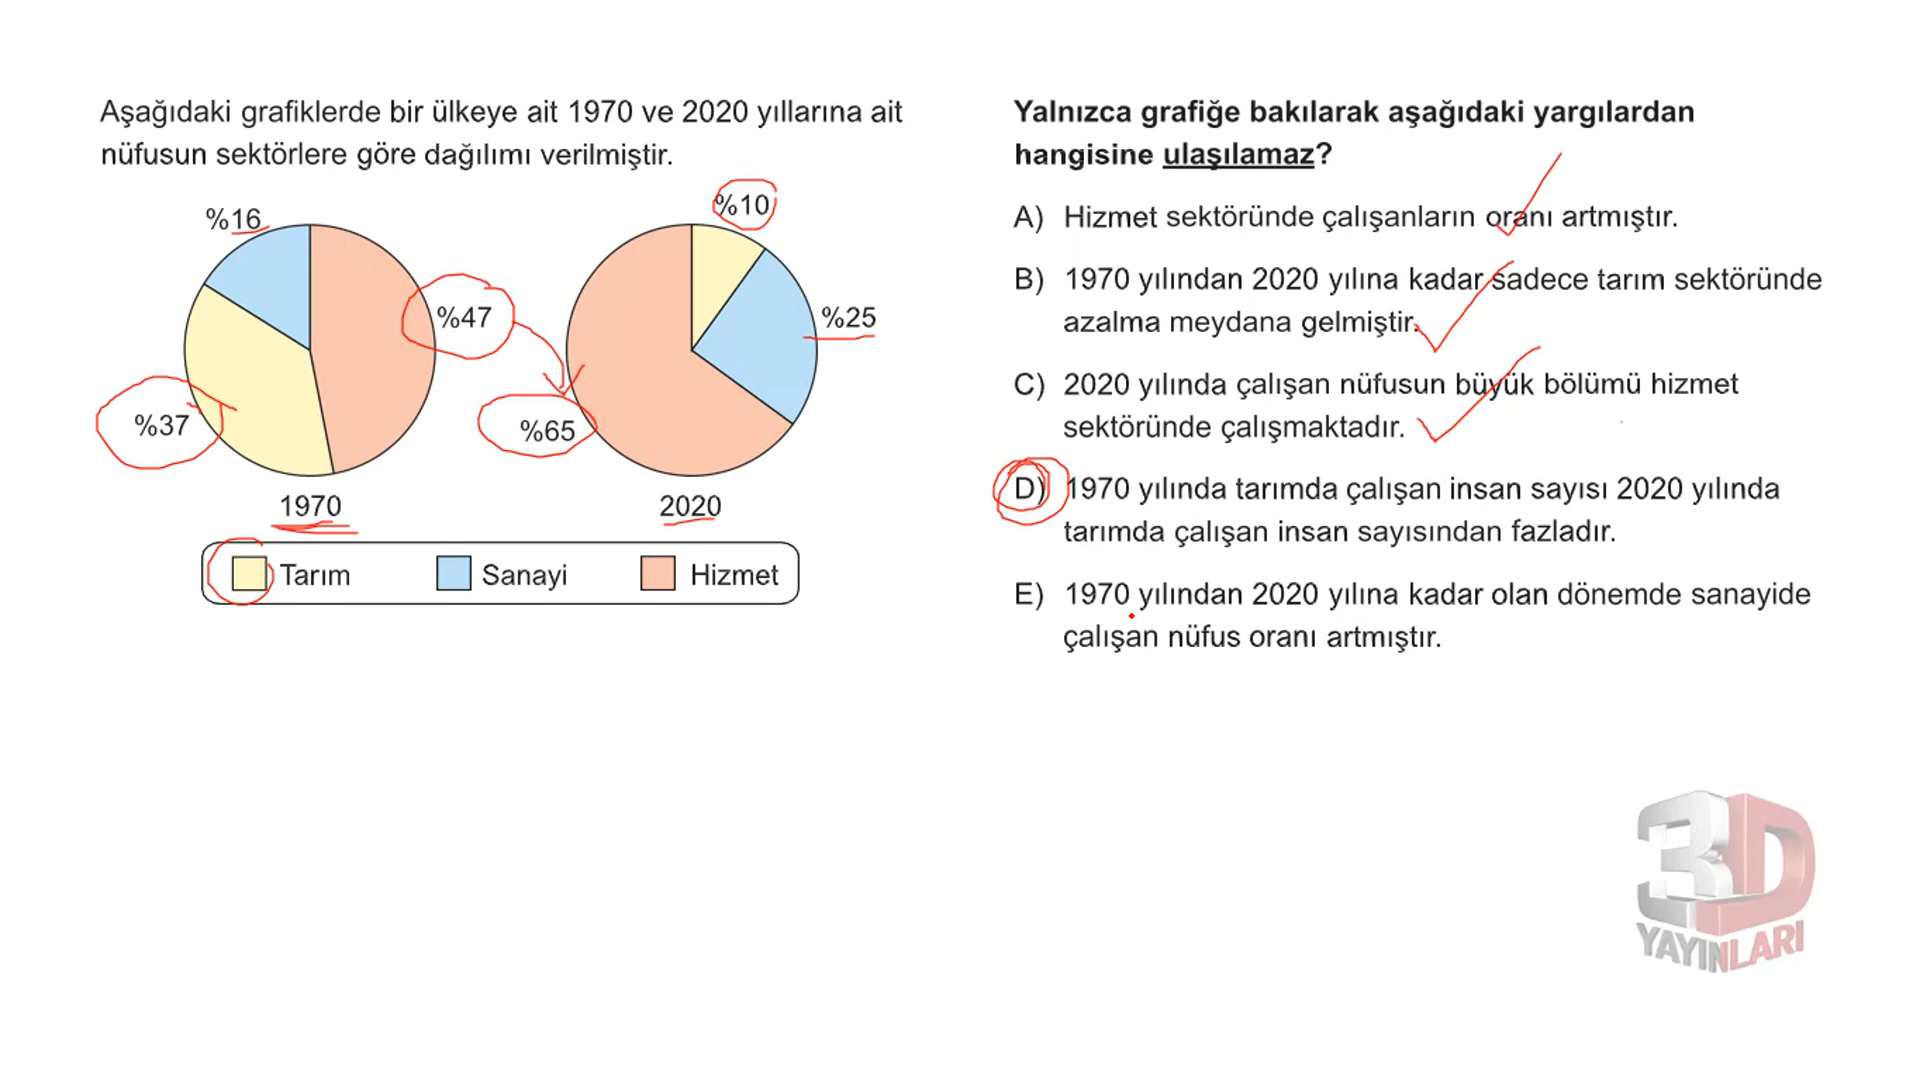 Aşağıdaki grafiklerde bir ülkeye ait 1970 ve 2020 yıllarına ait
nüfusun sektörlere göre dağılımı verilmiştir.
%16
%47
%37
1970
%10
%25
%65
2020
Tarım
Sanayi
Hizmet
Yalnızca grafiğe bakılarak aşağıdaki yargılardan
hangisine ulaşılamaz?
A) Hizmet sektöründe çalışanların oranı artmıştır.
B) 1970 yılından 2020 yılına kadar sadece tarım sektöründe
azalma meydana gelmiştir.
C) 2020 yılında çalışan nüfusun büyük bölümü hizmet
sektöründe çalışmaktadır.
D) 1970 yılında tarımda çalışan insan sayısı 2020 yılında
tarımda çalışan insan sayısından fazladır.
E) 1970 yılından 2020 yılına kadar olan dönemde sanayide
çalışan nüfus oranı artmıştır.
3D
YAYINLARI